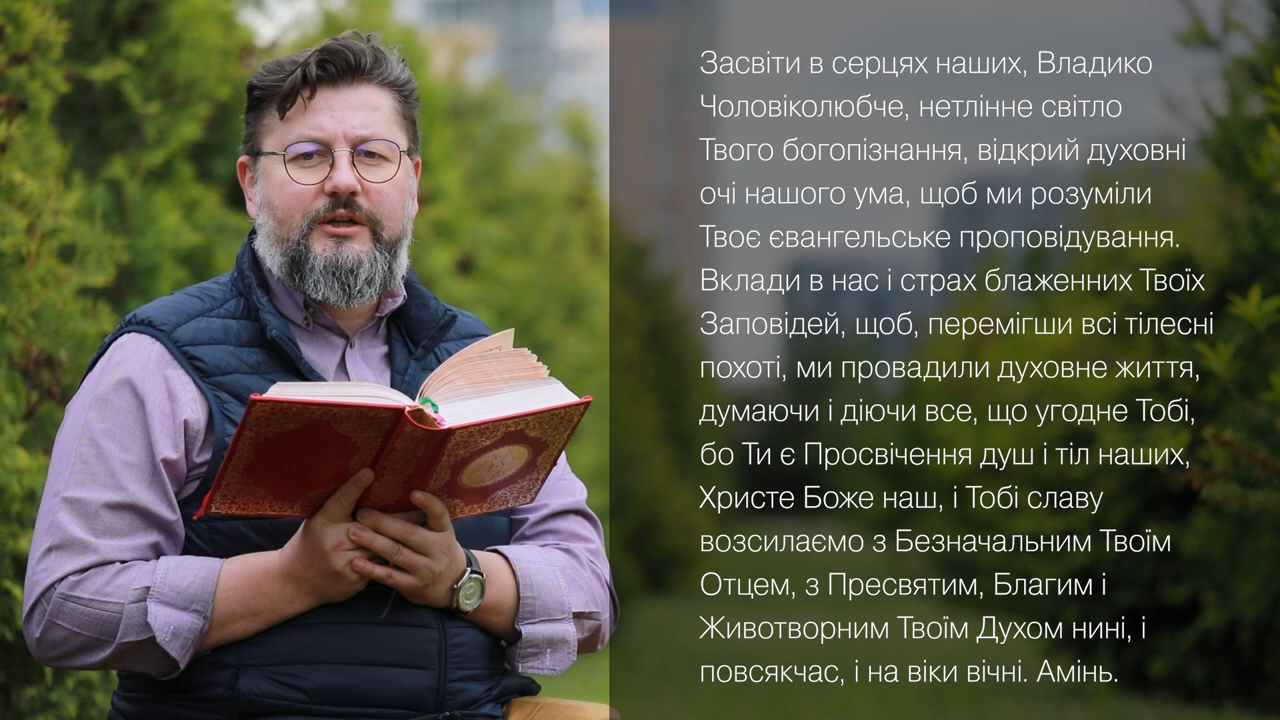 Засвіти в серцях наших, Владико
Чоловіколюбче, нетлінне світло
Твого богопізнання, відкрий духовні
очі нашого ума, щоб ми розуміли
Твоє євангельське проповідування.
Вклади в нас і страх блаженних Твоїх
Заповідей, щоб, перемігши всі тілесні
похоті, ми провадили духовне життя,
думаючи і діючи все, що угодне Тобі,
бо Ти є Просвічення душ і тіл наших,
Христе Боже наш, і Тобі славу
возсилаємо з Безначальним Твоїм
Отцем, з Пресвятим, Благим і
Животворним Твоїм Духом нині, і
повсякчас, і на віки вічні. Амінь.